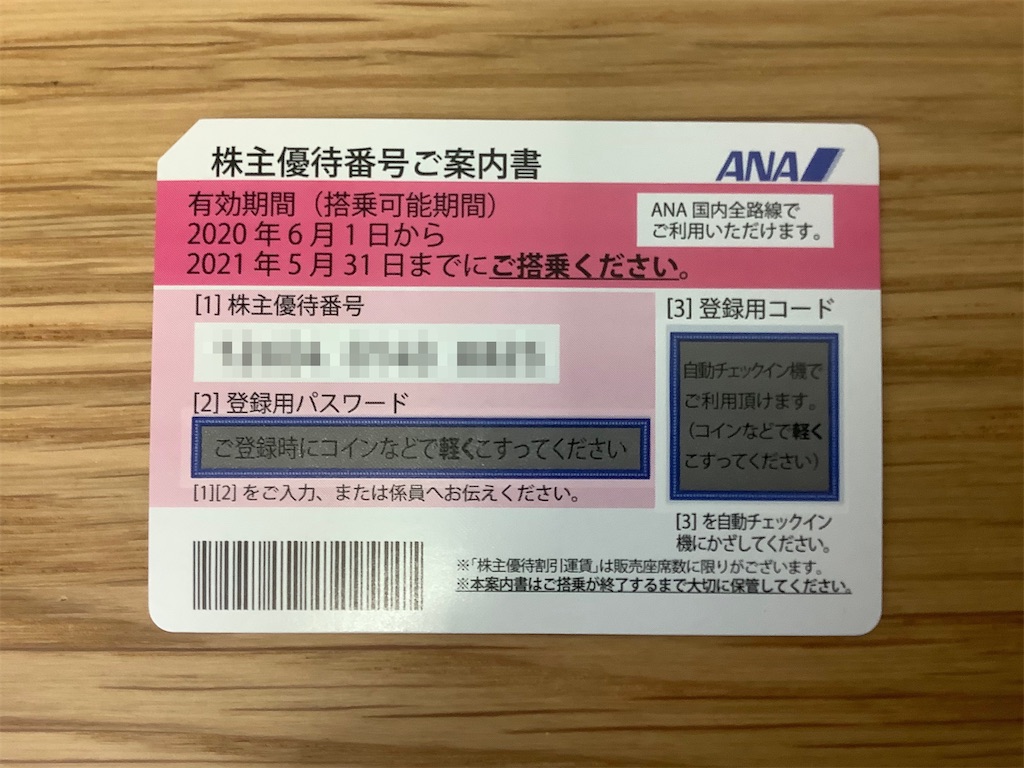 株主優待番号ご案内書
ANA
有効期間（搭乗可能期間）
2020年6月1日から
2021年5月31日までにご搭乗ください。
ANA国内全路線で
ご利用いただけます。
[1] 株主優待番号
[2] 登録用パスワード
ご登録時にコインなどで軽くこすってください
[1][2] をご入力、または係員へお伝えください。
[3] 登録用コード
自動チェックイン機で
ご利用頂けます。
（コインなどで軽く
こすってください）
[3] を自動チェックイン
機にかざしてください。
※「株主優待割引運賃」は販売座席数に限りがございます。
※本案内書はご搭乗が終了するまで大切に保管してください。